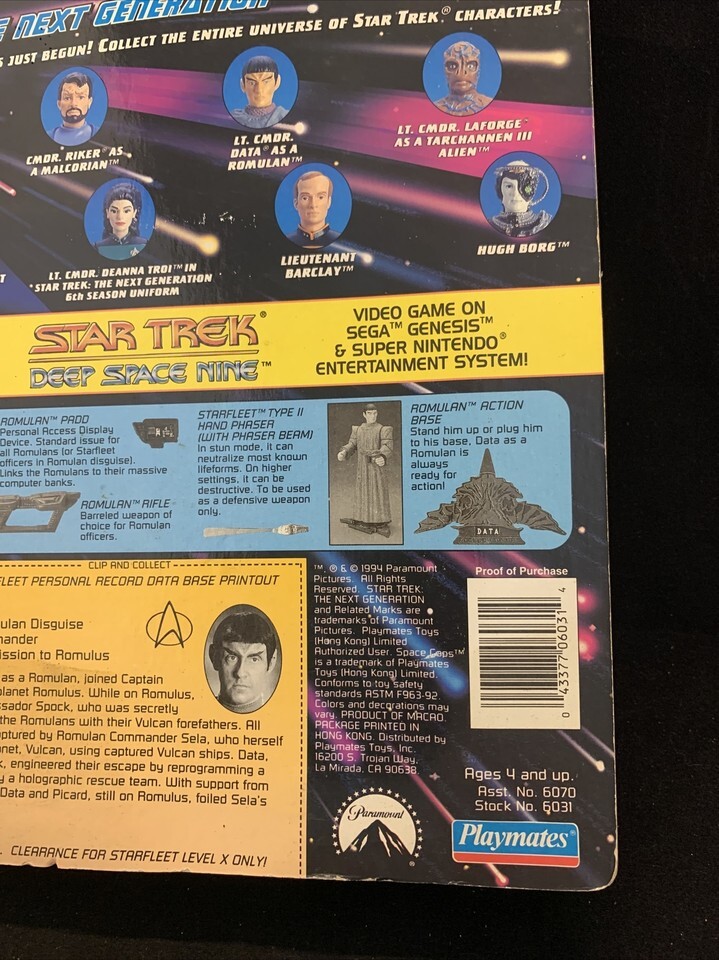 NEXT GENERATION
JUST BEGUN! COLLECT THE ENTIRE UNIVERSE OF STAR TREK® CHARACTERS!
CMDR. RIKER AS
A MALCORIAN™
LT. CMDR.
DATA AS A
ROMULAN™
LT. CMDR. LAFORGE
AS A TARCHANNEN III
ALIEN™
LT. CMDR. DEANNA TROI™ IN
STAR TREK: THE NEXT GENERATION
6th SEASON UNIFORM
LIEUTENANT
BARCLAY™
HUGH BORG™
STAR TREK®
DEEP SPACE NINE™
VIDEO GAME ON
SEGA™ GENESIS™
& SUPER NINTENDO®
ENTERTAINMENT SYSTEM!
ROMULAN™ PADD
Personal Access Display
Device. Standard issue for
all Romulans (or Starfleet
officers in Romulan disguise).
Links the Romulans to their massive
computer banks.
ROMULAN™ RIFLE
Barreled weapon of
choice for Romulan
officers.
STARFLEET™ TYPE II
HAND PHASER
(WITH PHASER BEAM)
In stun mode, it can
neutralize most known
lifeforms. On higher
settings, it can be
destructive. To be used
as a defensive weapon
only.
ROMULAN™ ACTION
BASE
Stand him up or plug him
to his base, Data as a
Romulan is
always
ready for
action!
DATA
CLIP AND COLLECT
FLEET PERSONAL RECORD DATA BASE PRINTOUT
ulan Disguise
mander
ission to Romulus
as a Romulan, joined Captain
planet Romulus. While on Romulus,
ssador Spock, who was secretly
the Romulans with their Vulcan forefathers. All
ptured by Romulan Commander Sela, who herself
net, Vulcan, using captured Vulcan ships. Data,
k, engineered their escape by reprogramming a
y a holographic rescue team. With support from
Data and Picard, still on Romulus, foiled Sela's
CLEARANCE FOR STARFLEET LEVEL X ONLY!
™, ® & © 1994 Paramount
Pictures. All Rights
Reserved. STAR TREK:
THE NEXT GENERATION
and Related Marks are
trademarks of Paramount
Pictures. Playmates Toys
(Hong Kong) Limited
Authorized User. Space Caps™
is a trademark of Playmates
Toys (Hong Kong) Limited.
Conforms to toy safety
standards ASTM F963-92.
Colors and decorations may
vary. PRODUCT OF MACAO.
PACKAGE PRINTED IN
HONG KONG. Distributed by
Playmates Toys, Inc.
16200 S. Trojan Way,
La Mirada, CA 90638
Proof of Purchase
0 43377 06031 4
Ages 4 and up.
Asst. No. 6070
Stock No. 6031
Paramount
Playmates®